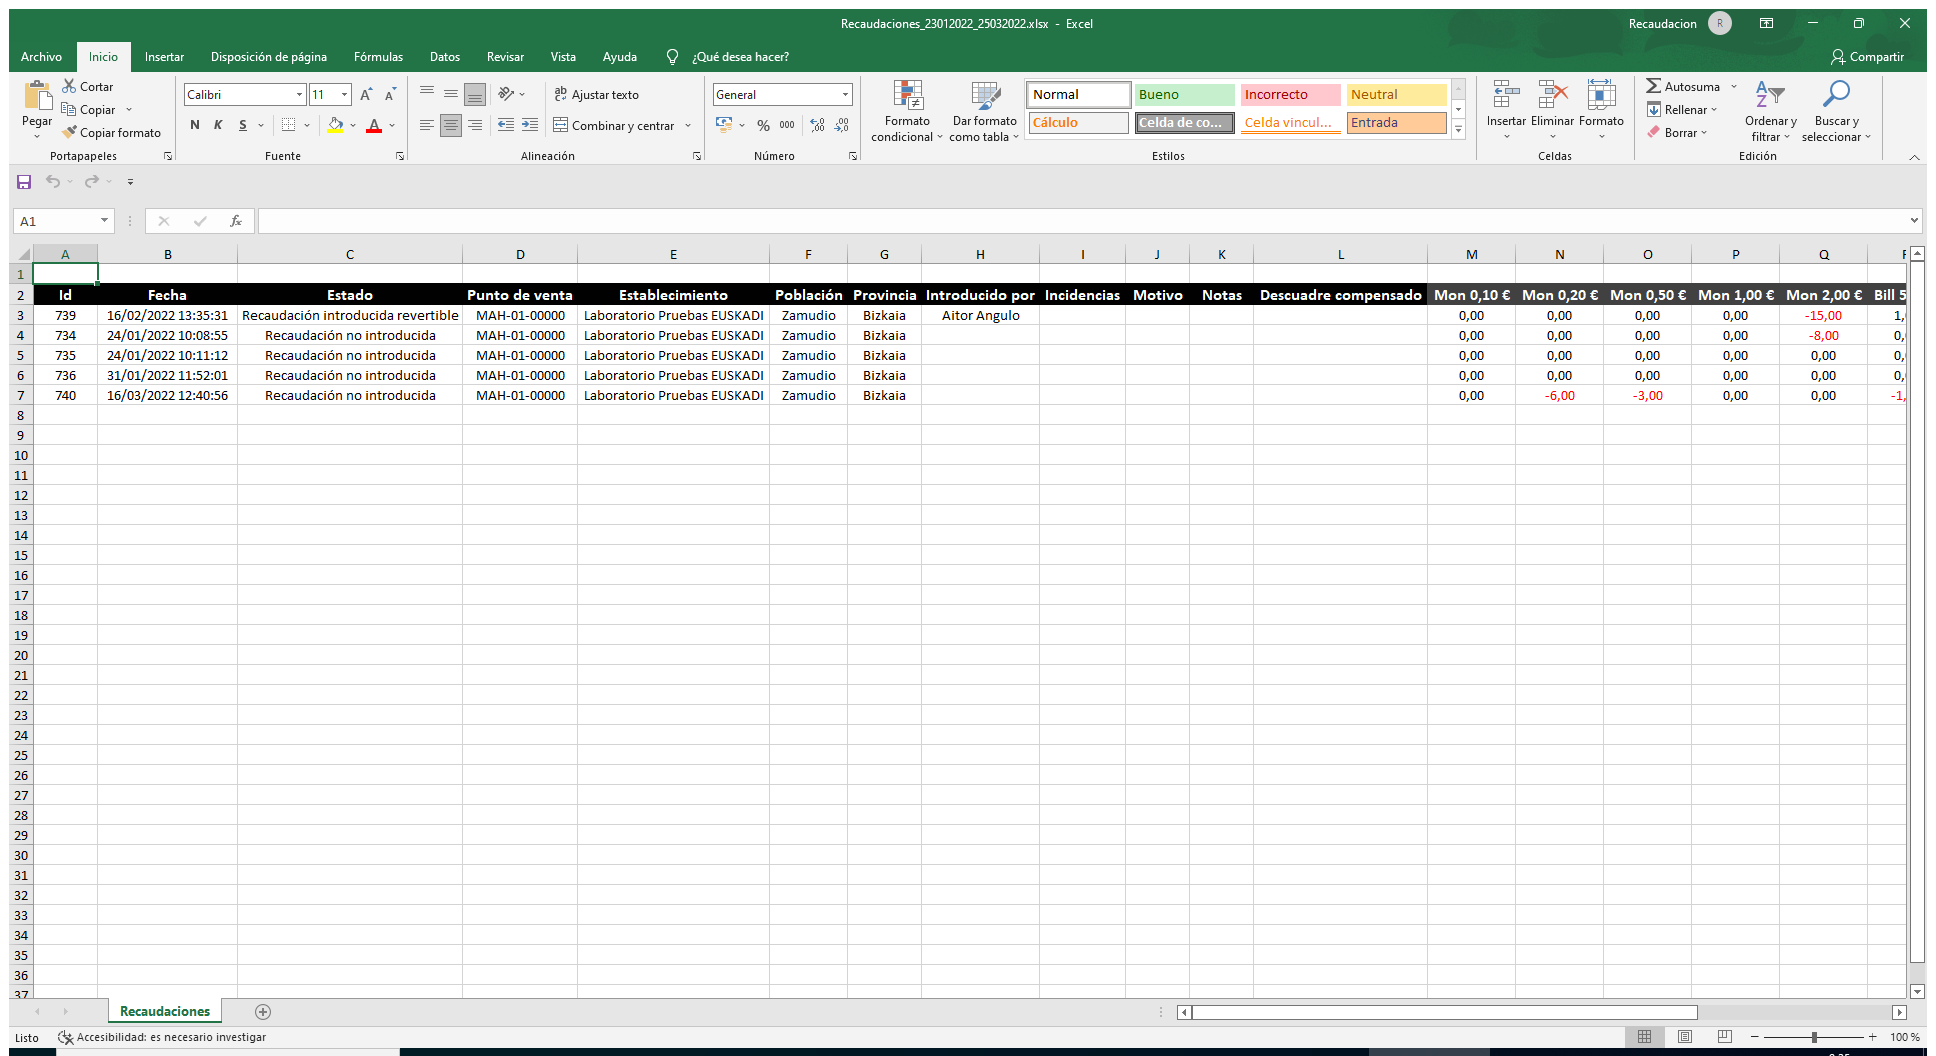 Recaudaciones_23012022_25032022.xlsx - Excel
Recaudacion R
Archivo Inicio Insertar Disposición de página Fórmulas Datos Revisar Vista Ayuda ¿Qué desea hacer? Compartir
Pegar
Cortar
Copiar
Copiar formato
Portapapeles
Calibri 11
N K S
Fuente
Ajustar texto
Combinar y centrar
Alineación
General
% 000
Número
Formato condicional
Dar formato como tabla
Normal Bueno Incorrecto Neutral
Cálculo Celda de co... Celda vincul... Entrada
Estilos
Insertar Eliminar Formato
Celdas
Autosuma
Rellenar
Borrar
Ordenar y filtrar
Buscar y seleccionar
Edición
A1 fx
A B C D E F G H I J K L M N O P Q
1
2 Id Fecha Estado Punto de venta Establecimiento Población Provincia Introducido por Incidencias Motivo Notas Descuadre compensado Mon 0,10 € Mon 0,20 € Mon 0,50 € Mon 1,00 € Mon 2,00 € Bill 5
3 739 16/02/2022 13:35:31 Recaudación introducida revertible MAH-01-00000 Laboratorio Pruebas EUSKADI Zamudio Bizkaia Aitor Angulo 0,00 0,00 0,00 0,00 -15,00 1,
4 734 24/01/2022 10:08:55 Recaudación no introducida MAH-01-00000 Laboratorio Pruebas EUSKADI Zamudio Bizkaia 0,00 0,00 0,00 0,00 -8,00 0,
5 735 24/01/2022 10:11:12 Recaudación no introducida MAH-01-00000 Laboratorio Pruebas EUSKADI Zamudio Bizkaia 0,00 0,00 0,00 0,00 0,00 0,
6 736 31/01/2022 11:52:01 Recaudación no introducida MAH-01-00000 Laboratorio Pruebas EUSKADI Zamudio Bizkaia 0,00 0,00 0,00 0,00 0,00 0,
7 740 16/03/2022 12:40:56 Recaudación no introducida MAH-01-00000 Laboratorio Pruebas EUSKADI Zamudio Bizkaia 0,00 -6,00 -3,00 0,00 0,00 -1,
8
9
10
11
12
13
14
15
16
17
18
19
20
21
22
23
24
25
26
27
28
29
30
31
32
33
34
35
36
37
Recaudaciones
Listo Accesibilidad: es necesario investigar 100 %